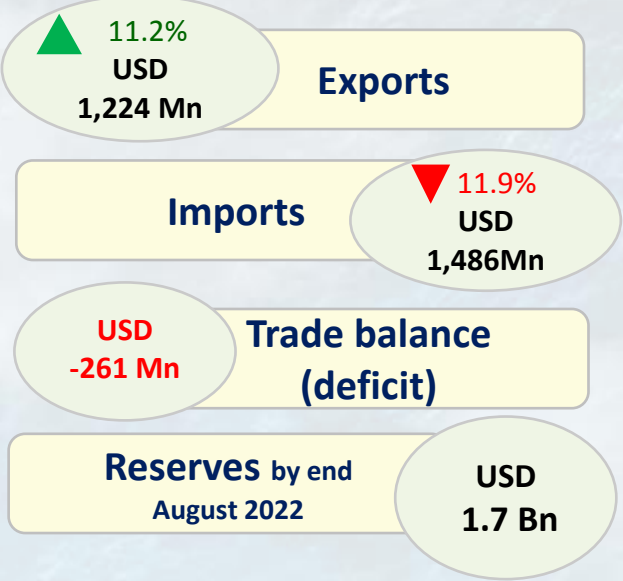 11.2%
USD
1,224 Mn
Exports
Imports
11.9%
USD
1,486Mn
USD
-261 Mn
Trade balance
(deficit)
Reserves by end
August 2022
USD
1.7 Bn